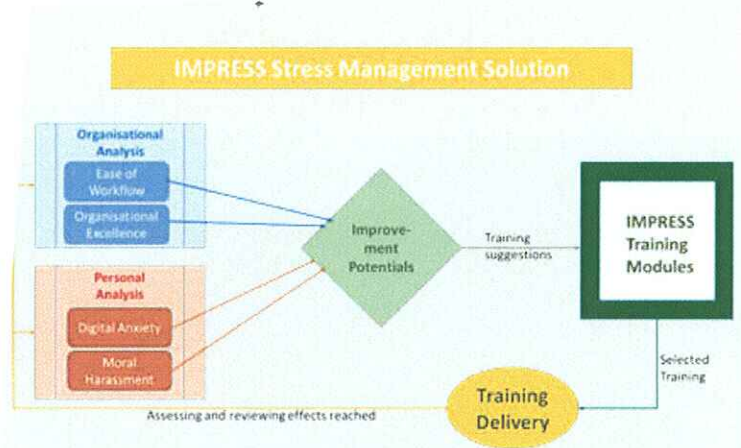 IMPRESS Stress Management Solution
Organisational
Analysis
Ease of
Workflow
Organisational
Excellence
Personal
Analysis
Digital Anxiety
Moral
Harassment
Improve-
ment
Potentials
Training
suggestions
IMPRESS
Training
Modules
Selected
Training
Training
Delivery
Assessing and reviewing effects reached